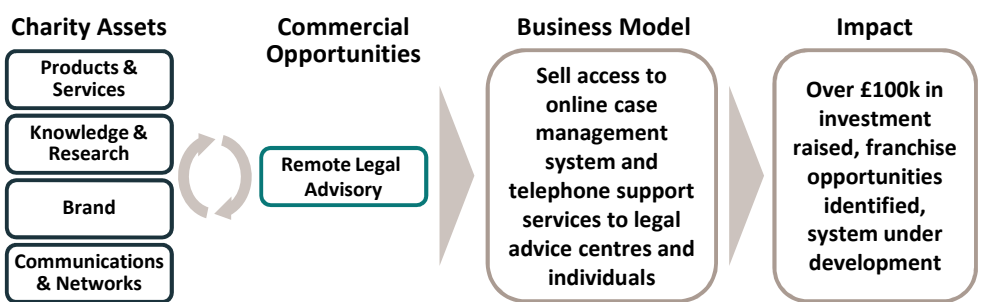 Charity Assets
Products &
Services
Knowledge &
Research
Brand
Communications
& Networks
Commercial
Opportunities
Remote Legal
Advisory
Business Model
Sell access to
online case
management
system and
telephone support
services to legal
advice centres and
individuals
Impact
Over £100k in
investment
raised, franchise
opportunities
identified,
system under
development